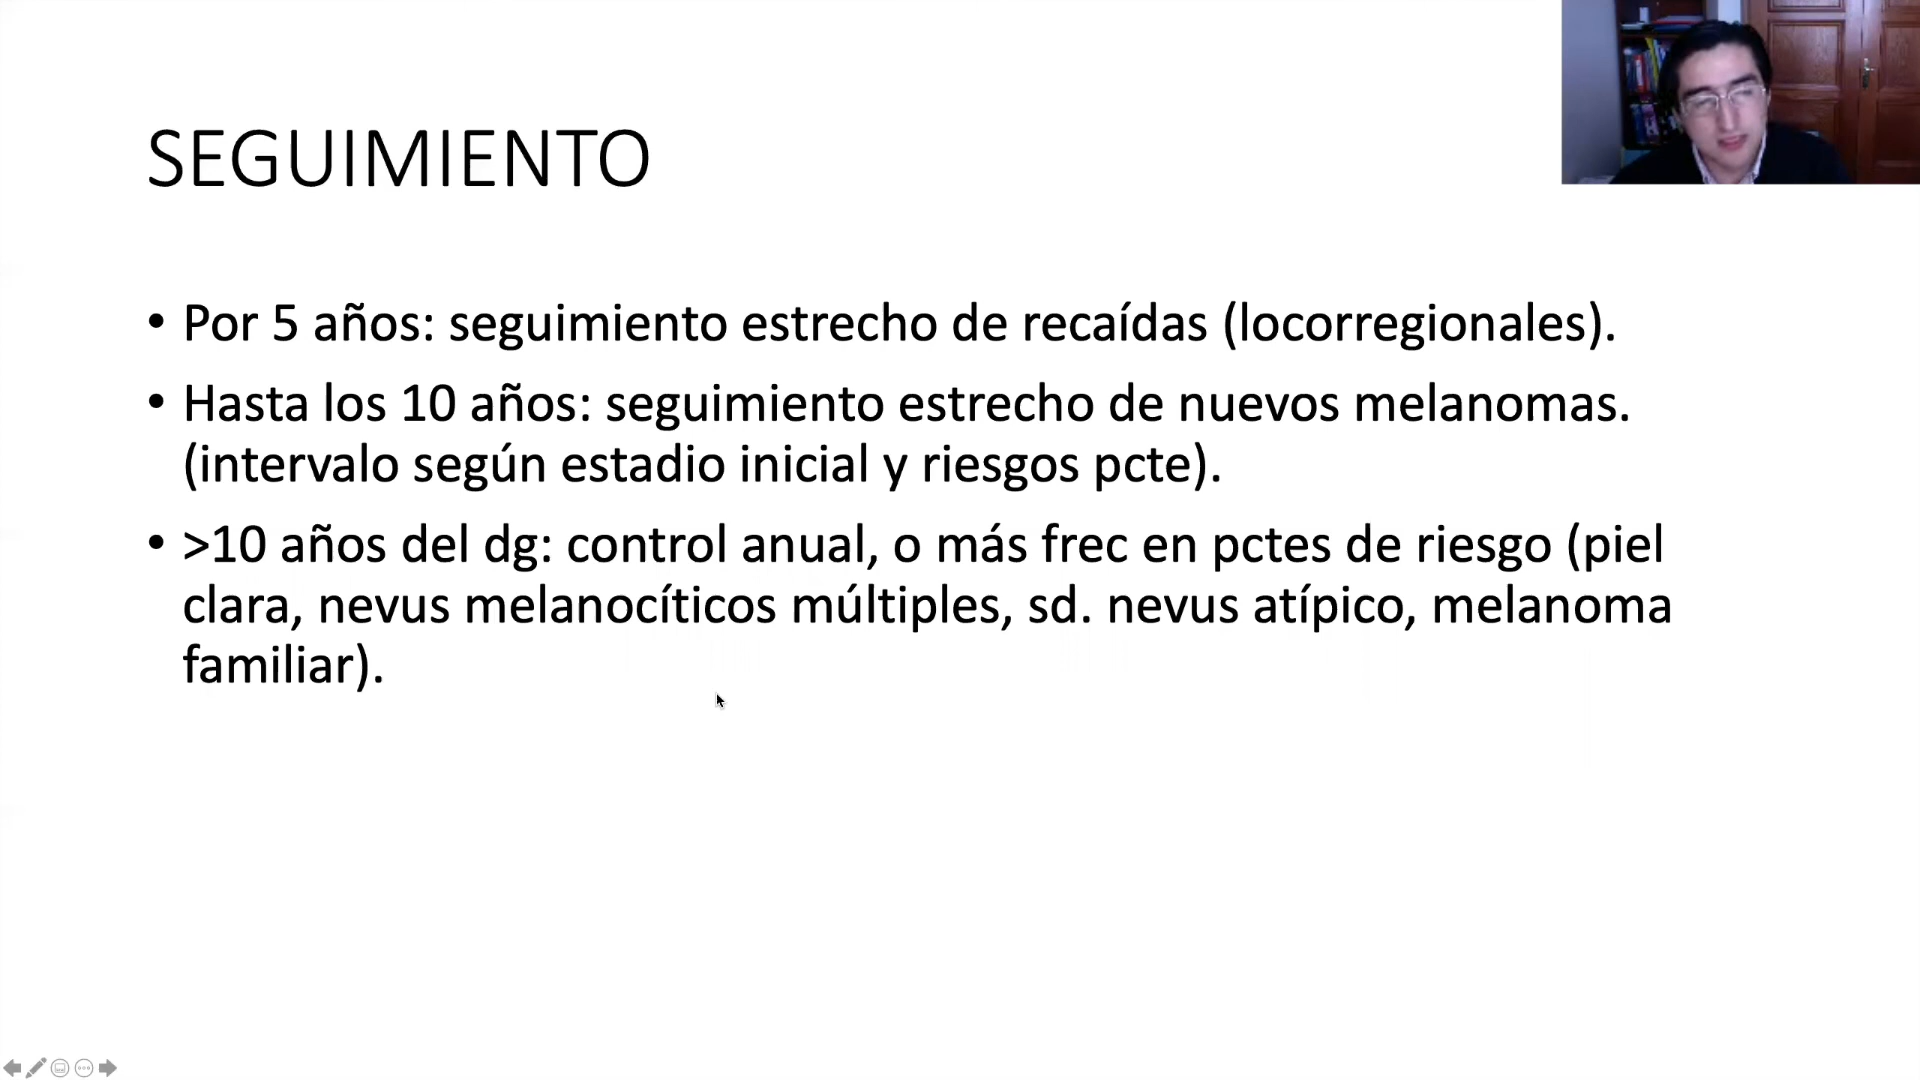 SEGUIMIENTO
• Por 5 años: seguimiento estrecho de recaídas (locorregionales).
• Hasta los 10 años: seguimiento estrecho de nuevos melanomas.
(intervalo según estadio inicial y riesgos pcte).
• >10 años del dg: control anual, o más frec en pctes de riesgo (piel
clara, nevus melanocíticos múltiples, sd. nevus atípico, melanoma
familiar).